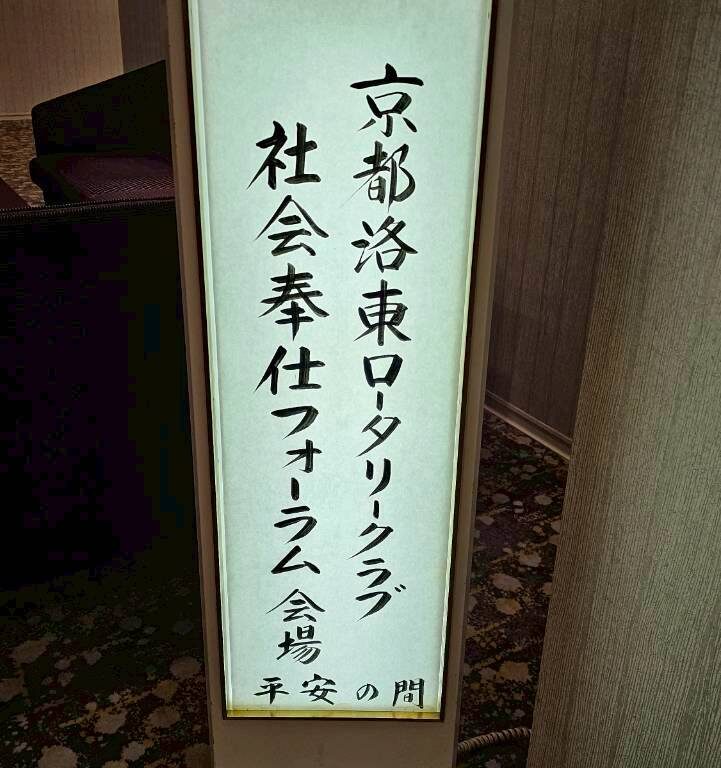 京都洛東ロータリークラブ
社会奉仕フォーラム会場
平安の間